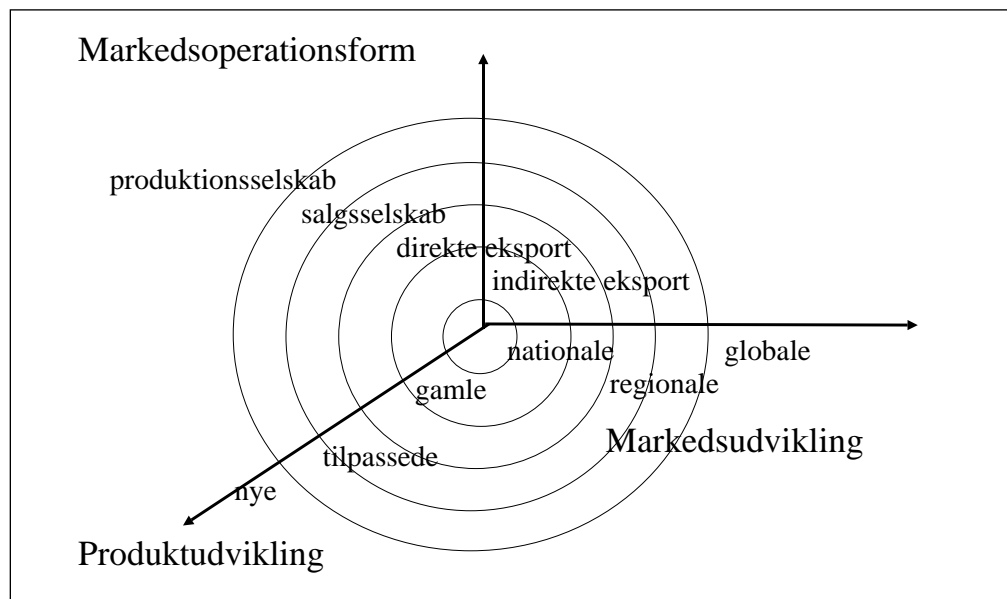 Markedsoperationsform
produktionsselskab
salgsselskab
direkte eksport
indirekte eksport
nationale
globale
gamle
regionale
Markedsudvikling
tilpassede
nye
Produktudvikling